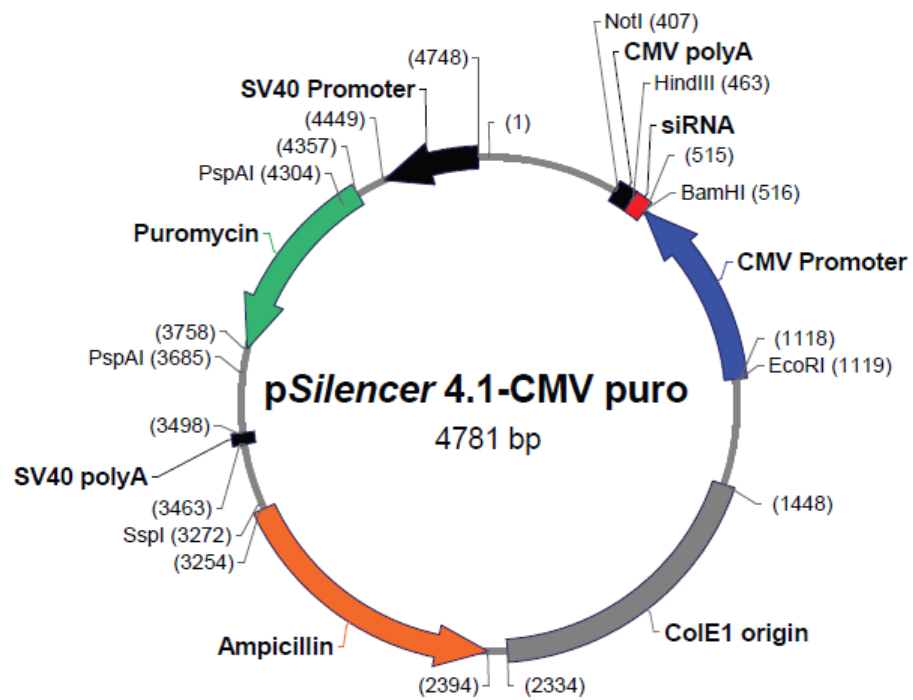 NotI (407)
CMV polyA
HindIII (463)
siRNA
(515)
BamHI (516)
CMV Promoter
(1118)
EcoRI (1119)
(1448)
ColE1 origin
(2334)
(2394)
Ampicillin
(3254)
SspI (3272)
(3463)
SV40 polyA
(3498)
PspAI (3685)
(3758)
Puromycin
PspAI (4304)
(4357)
(4449)
SV40 Promoter
(4748)
(1)
pSilencer 4.1-CMV puro
4781 bp